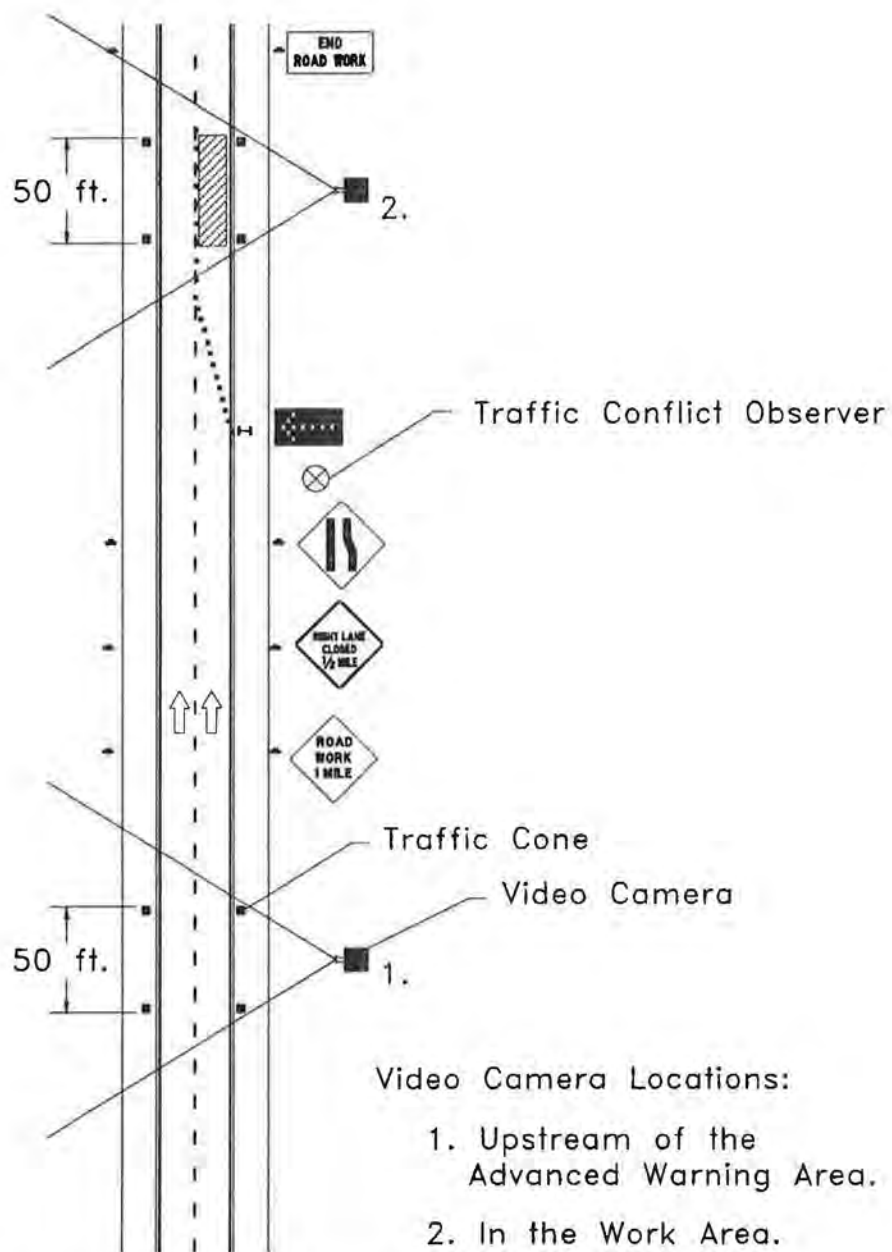 END
ROAD WORK
50 ft.
2.
Traffic Conflict Observer
RIGHT LANE
CLOSED
1/2 MILE
ROAD
WORK
1 MILE
Traffic Cone
Video Camera
50 ft.
1.
Video Camera Locations:
1. Upstream of the
Advanced Warning Area.
2. In the Work Area.